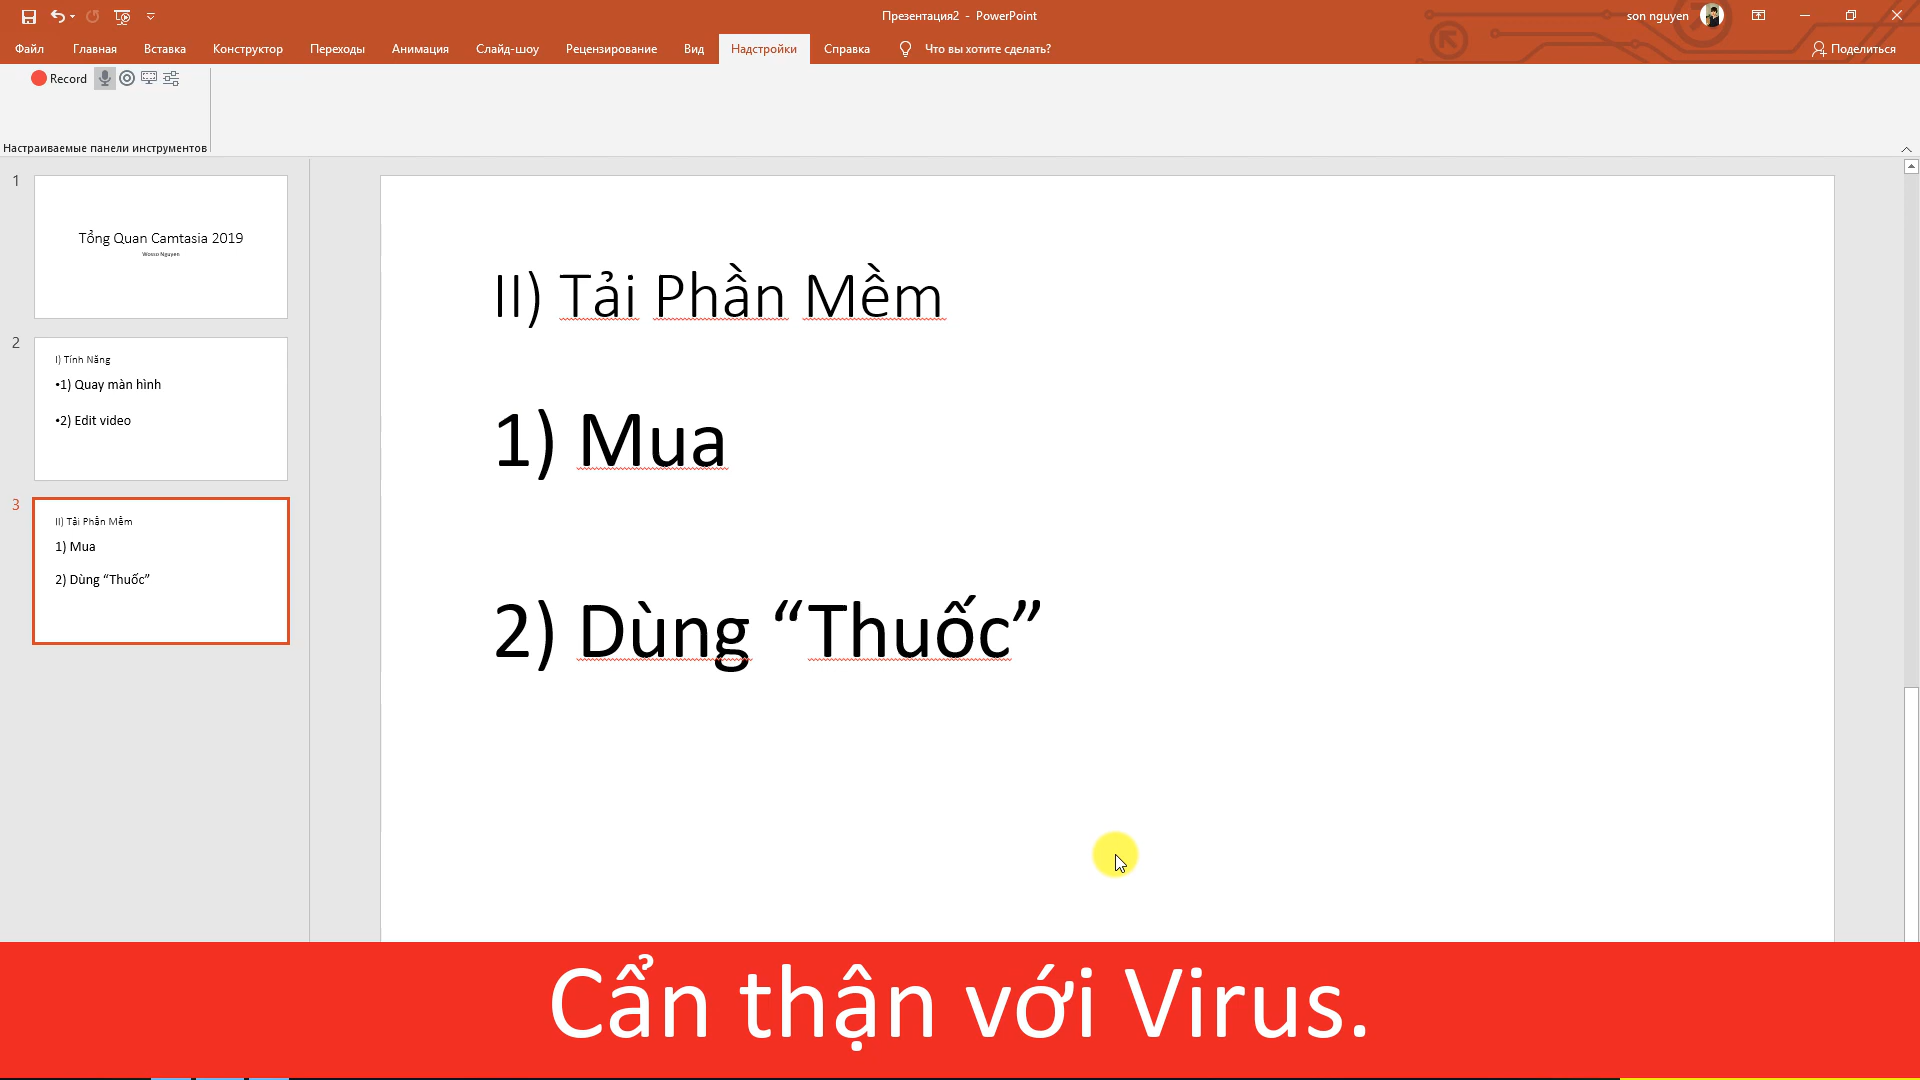 Презентация2 - PowerPoint
son nguyen
Файл Главная Вставка Конструктор Переходы Анимация Слайд-шоу Рецензирование Вид Надстройки Справка Что вы хотите сделать? Поделиться
Record
Настраиваемые панели инструментов
1
Tổng Quan Camtasia 2019
Wosso Nguyen
2
I) Tính Năng
•1) Quay màn hình
•2) Edit video
3
II) Tải Phần Mềm
1) Mua
2) Dùng “Thuốc”
II) Tải Phần Mềm
1) Mua
2) Dùng “Thuốc”
Cẩn thận với Virus.